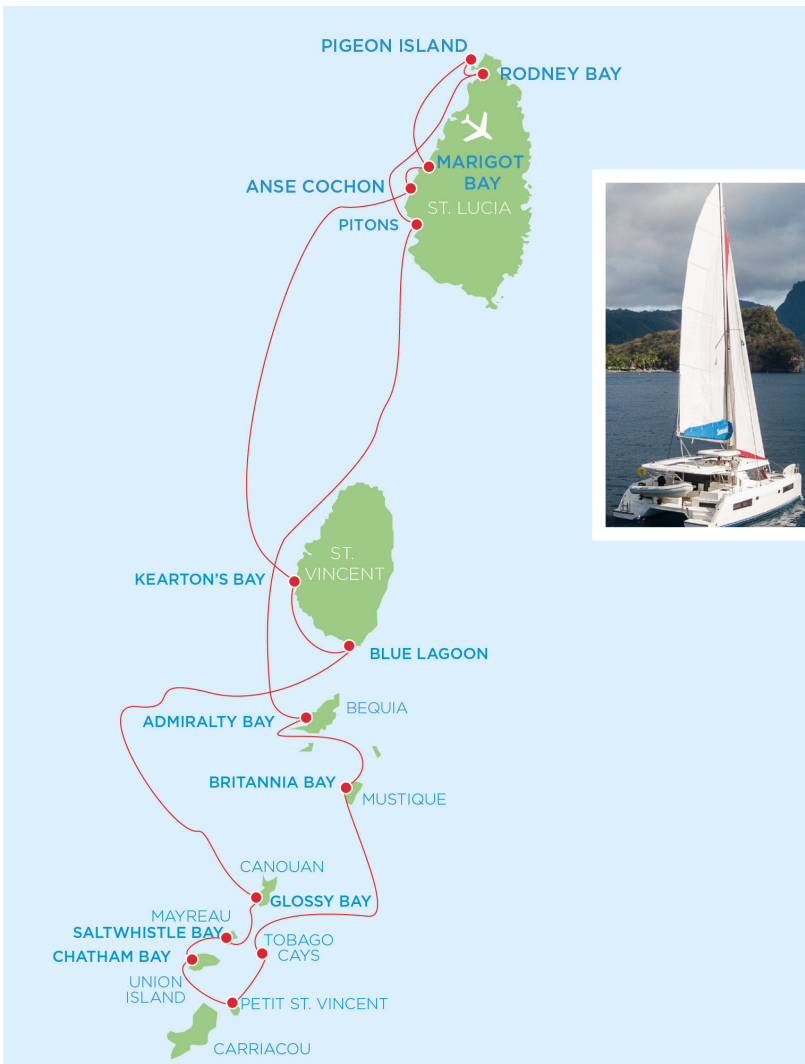 PIGEON ISLAND
RODNEY BAY
MARIGOT
BAY
ANSE COCHON
ST. LUCIA
PITONS
ST.
VINCENT
KEARTON'S BAY
BLUE LAGOON
BEQUIA
ADMIRALTY BAY
BRITANNIA BAY
MUSTIQUE
CANOUAN
GLOSSY BAY
MAYREAU
SALTWHISTLE BAY
TOBAGO
CAYS
CHATHAM BAY
UNION
ISLAND
PETIT ST. VINCENT
CARRIACOU